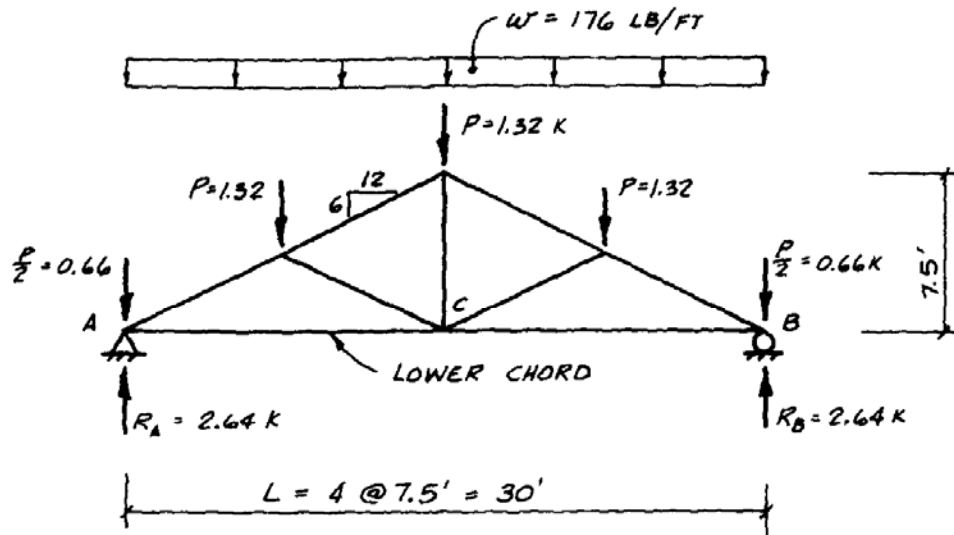 w = 176 LB/FT
P = 1.32 K
P = 1.32
12
6
P = 1.32
P/2 = 0.66
P/2 = 0.66 K
7.5'
A
C
B
LOWER CHORD
R_A = 2.64 K
R_B = 2.64 K
L = 4 @ 7.5' = 30'